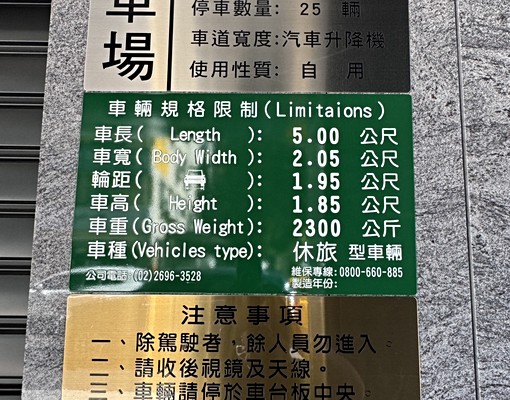 車場
停車數量: 25 輛
車道寬度:汽車升降機
使用性質: 自 用
車輛規格限制(Limitaions)
車長( Length ): 5.00 公尺
車寬( Body Width ): 2.05 公尺
輪距( ): 1.95 公尺
車高( Height ): 1.85 公尺
車重(Gross Weight): 2300 公斤
車種(Vehicles type): 休旅 型車輛
公司電話:(02)2696-3528
維保專線:0800-660-885
製造年份:
注意事項
一、除駕駛者，餘人員勿進入。
二、請收後視鏡及天線。
三、車輛請停於車台板中央。